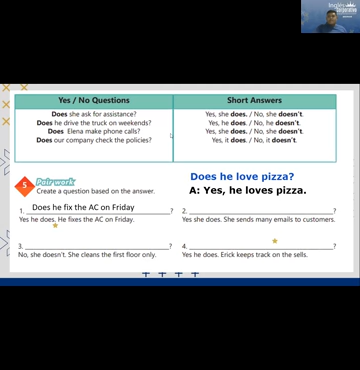 Inglés
Yes / No Questions
Short Answers
Does she ask for assistance?
Yes, she does. / No, she doesn't.
Does he drive the truck on weekends?
Yes, he does. / No, he doesn't.
Does Elena make phone calls?
Yes, she does. / No, she doesn't.
Does our company check the policies?
Yes, it does. / No, it doesn't.
5 Pair work
Create a question based on the answer.
Does he love pizza?
A: Yes, he loves pizza.
1. Does he fix the AC on Friday ?
Yes he does. He fixes the AC on Friday.
2. ?
Yes she does. She sends many emails to customers.
3. ?
No, she doesn't. She cleans the first floor only.
4. ?
Yes he does. Erick keeps track on the sells.